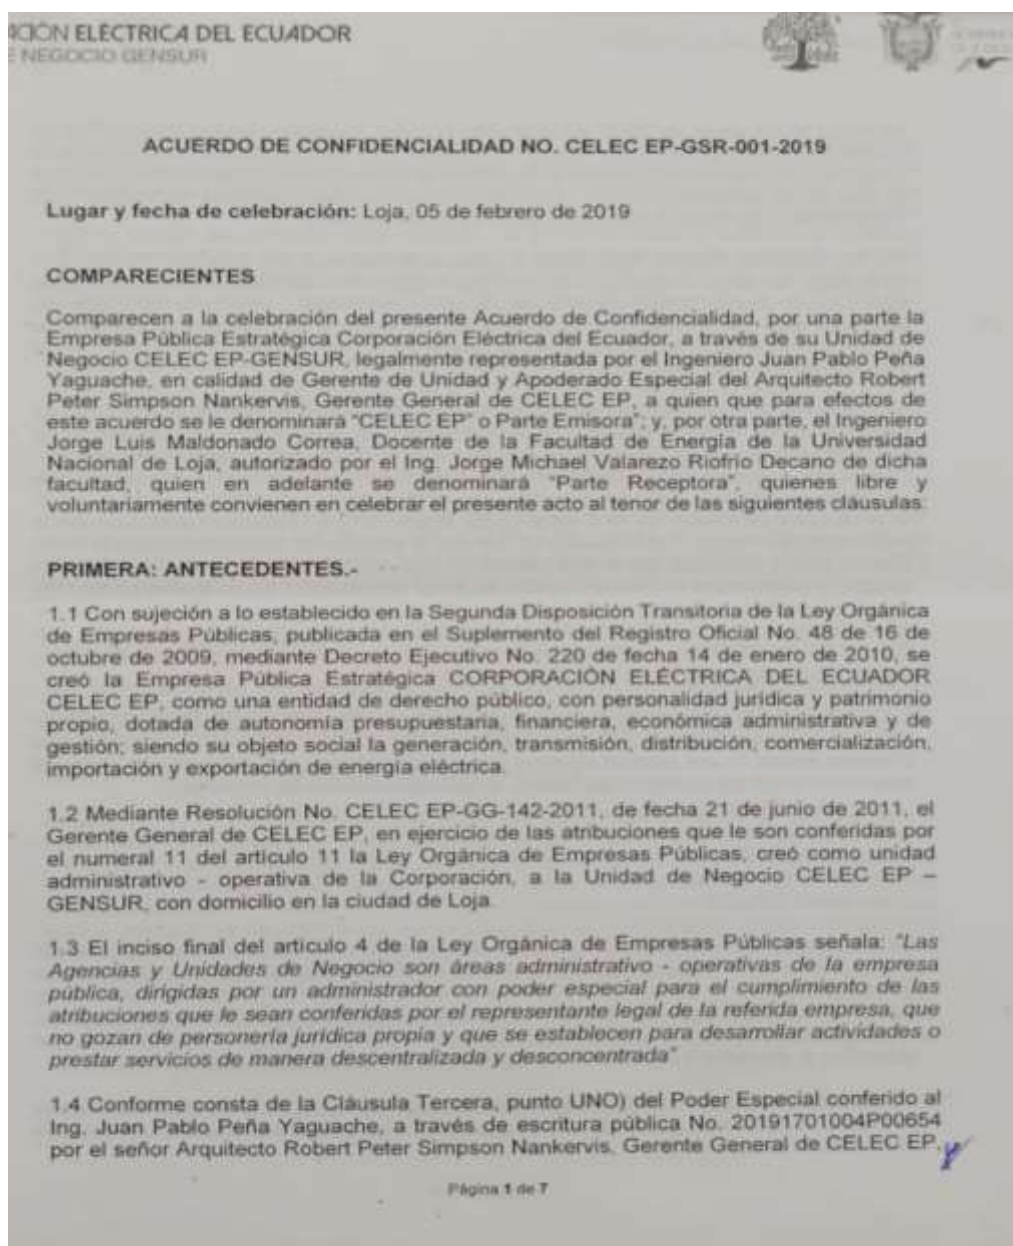 CIÓN ELÉCTRICA DEL ECUADOR
E NEGOCIO GENSUR
ACUERDO DE CONFIDENCIALIDAD NO. CELEC EP-GSR-001-2019
Lugar y fecha de celebración: Loja, 05 de febrero de 2019
COMPARECIENTES
Comparecen a la celebración del presente Acuerdo de Confidencialidad, por una parte la
Empresa Pública Estratégica Corporación Eléctrica del Ecuador, a través de su Unidad de
Negocio CELEC EP-GENSUR, legalmente representada por el Ingeniero Juan Pablo Peña
Yaguache, en calidad de Gerente de Unidad y Apoderado Especial del Arquitecto Robert
Peter Simpson Nankervis, Gerente General de CELEC EP, a quien que para efectos de
este acuerdo se le denominará "CELEC EP" o Parte Emisora"; y, por otra parte, el Ingeniero
Jorge Luis Maldonado Correa, Docente de la Facultad de Energía de la Universidad
Nacional de Loja, autorizado por el Ing. Jorge Michael Valarezo Riofrío Decano de dicha
facultad, quien en adelante se denominará "Parte Receptora", quienes libre y
voluntariamente convienen en celebrar el presente acto al tenor de las siguientes cláusulas:
PRIMERA: ANTECEDENTES.-
1.1 Con sujeción a lo establecido en la Segunda Disposición Transitoria de la Ley Orgánica
de Empresas Públicas, publicada en el Suplemento del Registro Oficial No. 48 de 16 de
octubre de 2009, mediante Decreto Ejecutivo No. 220 de fecha 14 de enero de 2010, se
creó la Empresa Pública Estratégica CORPORACIÓN ELÉCTRICA DEL ECUADOR
CELEC EP, como una entidad de derecho público, con personalidad jurídica y patrimonio
propio, dotada de autonomía presupuestaria, financiera, económica administrativa y de
gestión; siendo su objeto social la generación, transmisión, distribución, comercialización,
importación y exportación de energía eléctrica.
1.2 Mediante Resolución No. CELEC EP-GG-142-2011, de fecha 21 de junio de 2011, el
Gerente General de CELEC EP, en ejercicio de las atribuciones que le son conferidas por
el numeral 11 del artículo 11 la Ley Orgánica de Empresas Públicas, creó como unidad
administrativo - operativa de la Corporación, a la Unidad de Negocio CELEC EP –
GENSUR, con domicilio en la ciudad de Loja.
1.3 El inciso final del artículo 4 de la Ley Orgánica de Empresas Públicas señala: "Las
Agencias y Unidades de Negocio son áreas administrativo - operativas de la empresa
pública, dirigidas por un administrador con poder especial para el cumplimiento de las
atribuciones que le sean conferidas por el representante legal de la referida empresa, que
no gozan de personería jurídica propia y que se establecen para desarrollar actividades o
prestar servicios de manera descentralizada y desconcentrada"
1.4 Conforme consta de la Cláusula Tercera, punto UNO) del Poder Especial conferido al
Ing. Juan Pablo Peña Yaguache, a través de escritura pública No. 20191701004P00654
por el señor Arquitecto Robert Peter Simpson Nankervis, Gerente General de CELEC EP,
Página 1 de 7